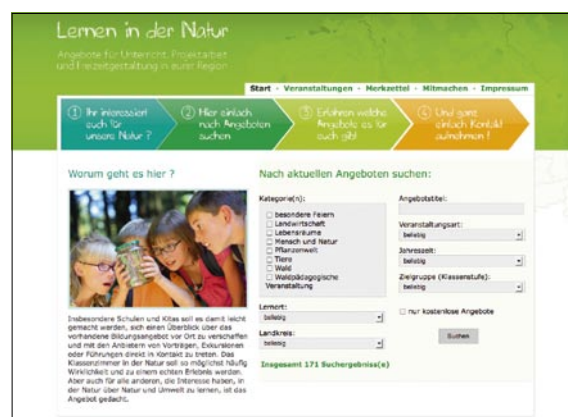 Lernen in der Natur
Angebote für Unterricht, Projektarbeit
und Freizeitgestaltung in eurer Region
Start · Veranstaltungen · Merkzettel · Mitmachen · Impressum
1 Ihr interessiert
euch für
unsere Natur ?
2 Hier einfach
nach Angeboten
suchen
3 Erfahren welche
Angebote es für
euch gibt
4 Und ganz
einfach Kontakt
aufnehmen !
Worum geht es hier ?
Insbesondere Schulen und Kitas soll es damit leicht
gemacht werden, sich einen Überblick über das
vorhandene Bildungsangebot vor Ort zu verschaffen
und mit den Anbietern von Vorträgen, Exkursionen
oder Führungen direkt in Kontakt zu treten. Das
Klassenzimmer in der Natur soll so möglichst häufig
Wirklichkeit und zu einem echten Erlebnis werden.
Aber auch für alle anderen, die Interesse haben, in
der Natur über Natur und Umwelt zu lernen, ist das
Angebot gedacht.
Nach aktuellen Angeboten suchen:
Kategorie(n):
besondere Feiern
Landwirtschaft
Lebensräume
Mensch und Natur
Pflanzenwelt
Tiere
Wald
Waldpädagogische
Veranstaltung
Lernort:
beliebig
Landkreis:
beliebig
Insgesamt 171 Suchergebniss(e)
Angebotstitel:
Veranstaltungsart:
beliebig
Jahreszeit:
beliebig
Zielgruppe (Klassenstufe):
beliebig
nur kostenlose Angebote
Suchen